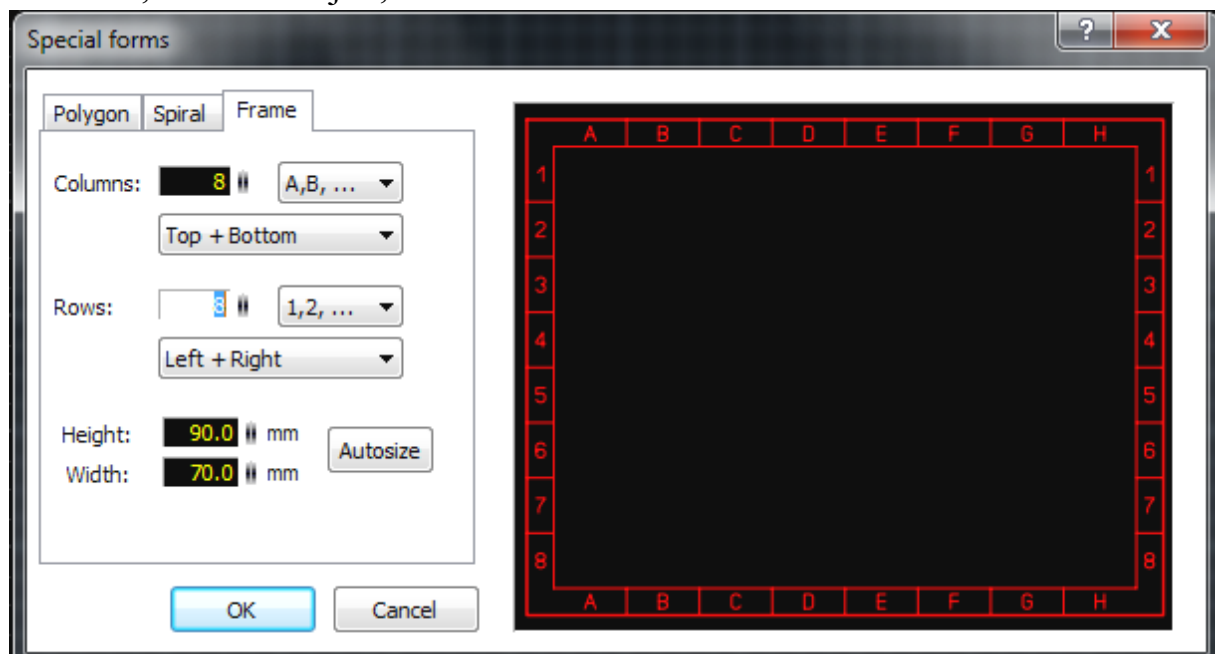 Special forms ? X
Polygon Spiral Frame
Columns: 8 A,B, ...
Top + Bottom
Rows: 8 1,2, ...
Left + Right
Height: 90.0 mm
Width: 70.0 mm
Autosize
OK Cancel
A B C D E F G H
1 1
2 2
3 3
4 4
5 5
6 6
7 7
8 8
A B C D E F G H